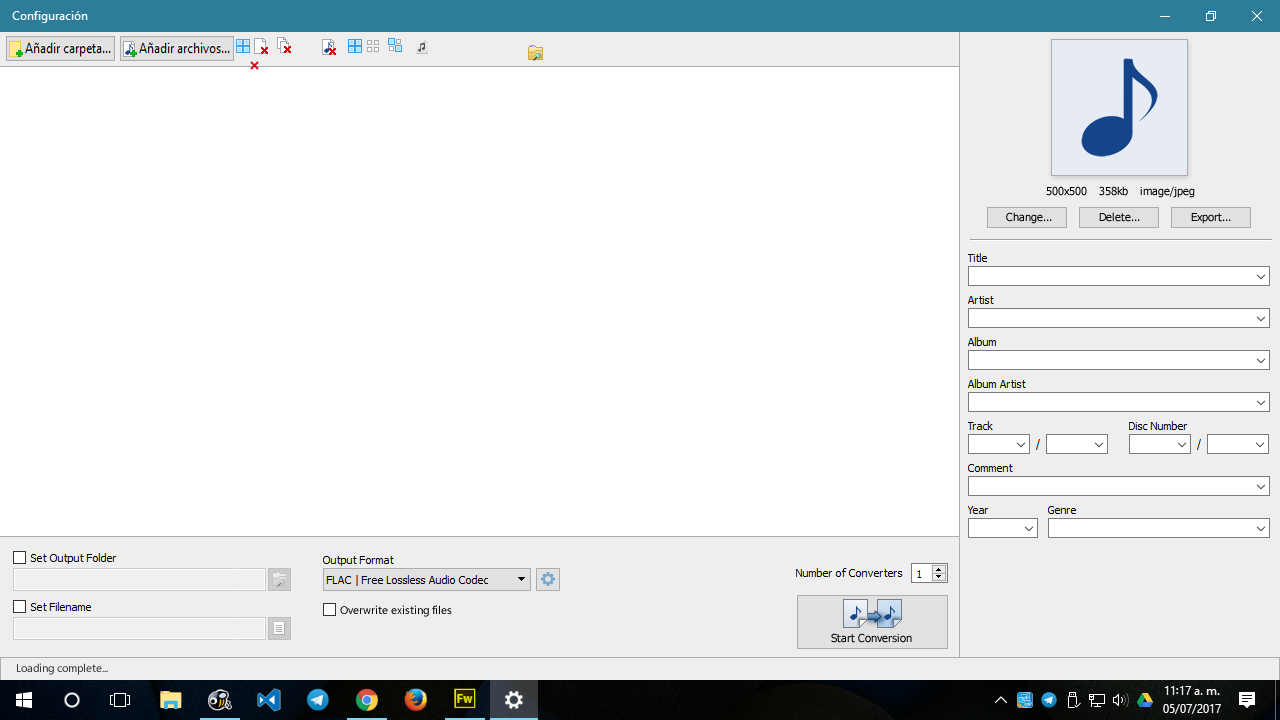 Configuración
Añadir carpeta...
Añadir archivos...
500x500 358kb image/jpeg
Change... Delete... Export...
Title
Artist
Album
Album Artist
Track Disc Number
/ /
Comment
Year Genre
Set Output Folder
Set Filename
Output Format
FLAC | Free Lossless Audio Codec
Overwrite existing files
Number of Converters 1
Start Conversion
Loading complete...
Fw
11:17 a. m.
05/07/2017